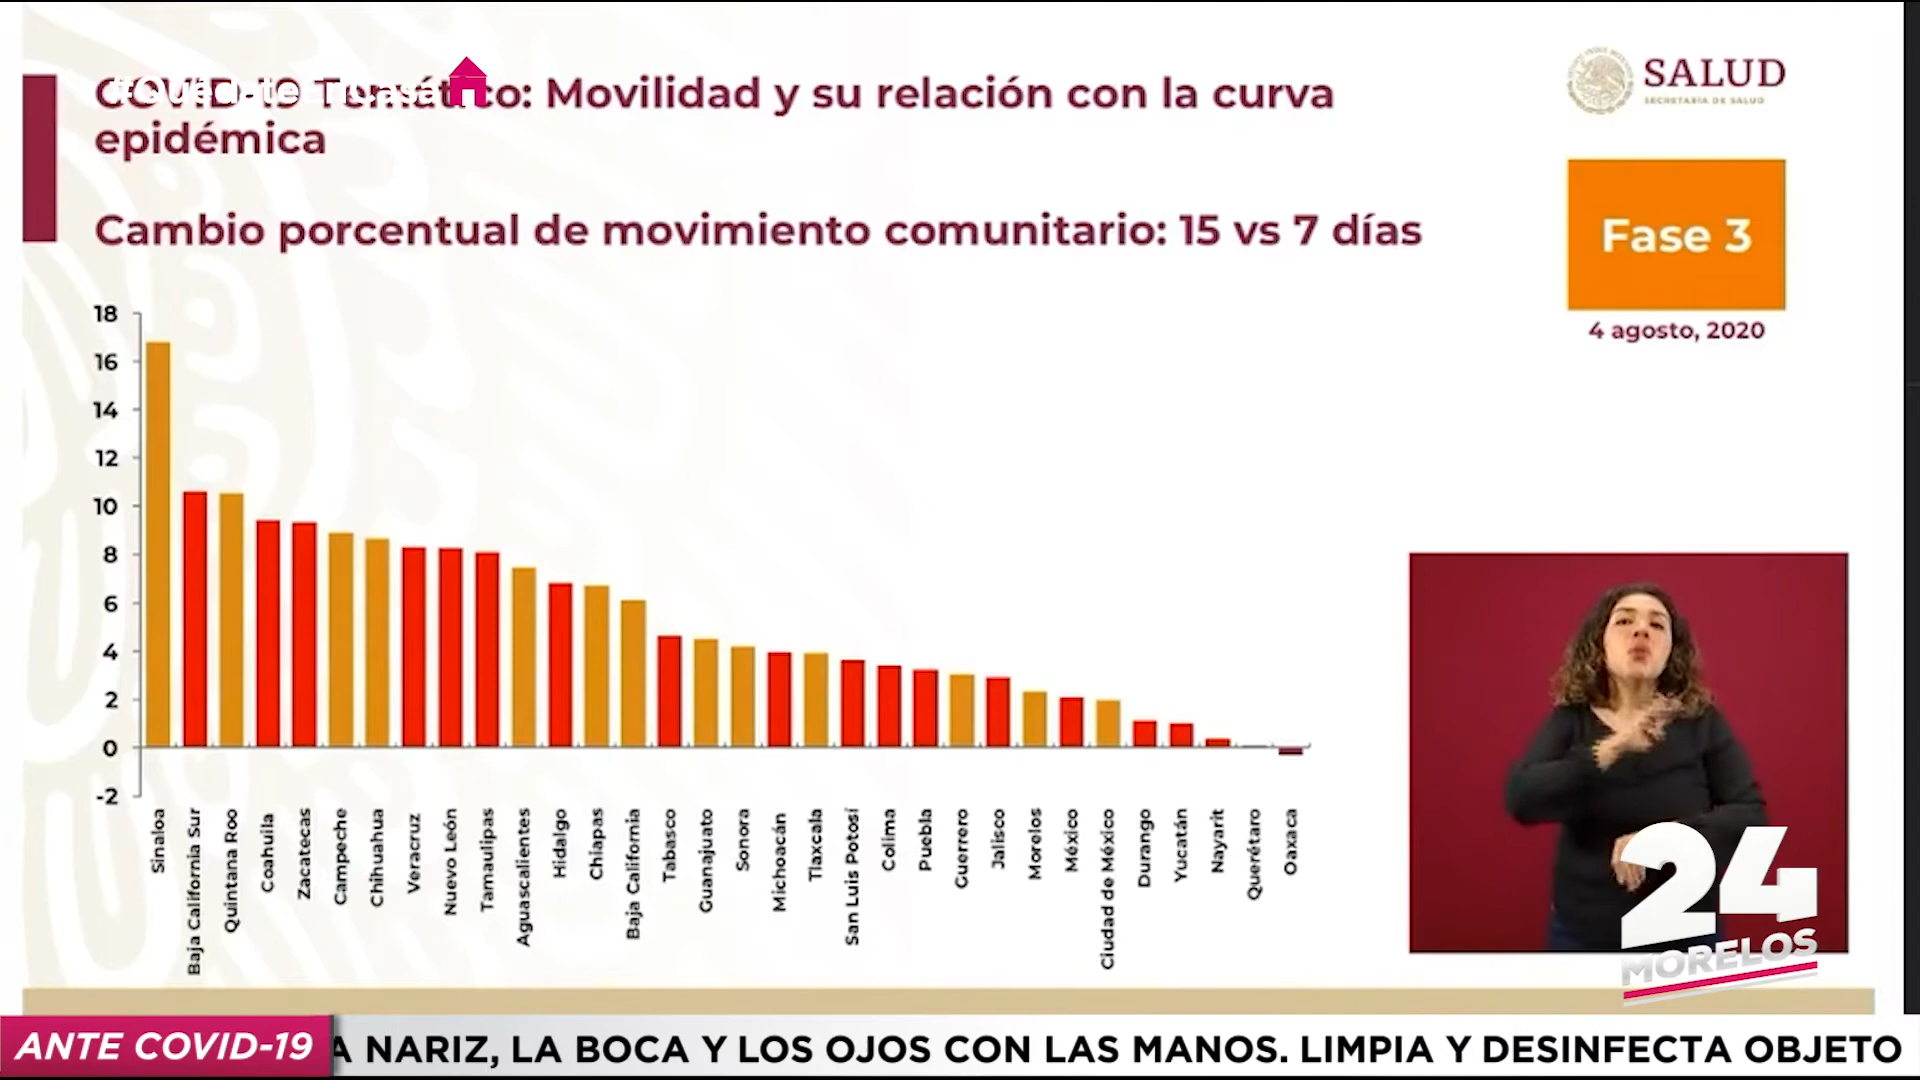 #QuédateEnCasa
COVID-19 Temático: Movilidad y su relación con la curva
epidémica
Cambio porcentual de movimiento comunitario: 15 vs 7 días
SALUD
SECRETARÍA DE SALUD
Fase 3
4 agosto, 2020
18
16
14
12
10
8
6
4
2
0
-2
Sinaloa
Baja California Sur
Quintana Roo
Coahuila
Zacatecas
Campeche
Chihuahua
Veracruz
Nuevo León
Tamaulipas
Aguascalientes
Hidalgo
Chiapas
Baja California
Tabasco
Guanajuato
Sonora
Michoacán
Tlaxcala
San Luis Potosí
Colima
Puebla
Guerrero
Jalisco
Morelos
México
Ciudad de México
Durango
Yucatán
Nayarit
Querétaro
Oaxaca
24
MORELOS
ANTE COVID-19
A NARIZ, LA BOCA Y LOS OJOS CON LAS MANOS. LIMPIA Y DESINFECTA OBJETO